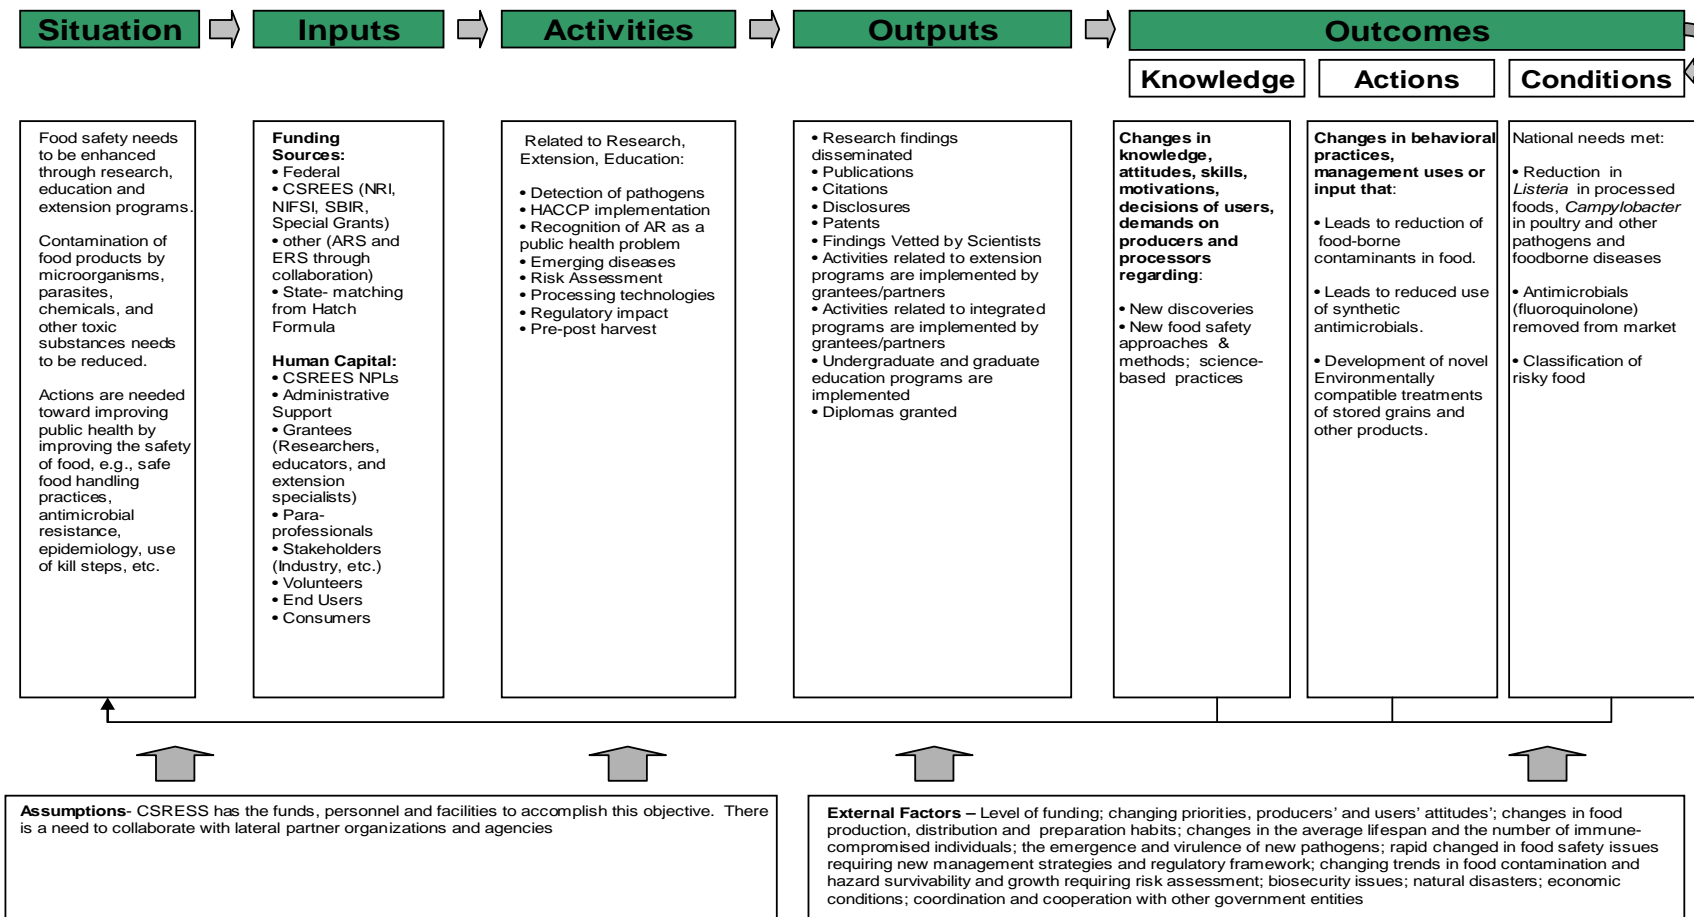 Situation
Inputs
Activities
Outputs
Outcomes
Knowledge
Actions
Conditions
Food safety needs
to be enhanced
through research,
education and
extension programs.
Contamination of
food products by
microorganisms,
parasites,
chemicals, and
other toxic
substances needs
to be reduced.
Actions are needed
toward improving
public health by
improving the safety
of food, e.g., safe
food handling
practices,
antimicrobial
resistance,
epidemiology, use
of kill steps, etc.
Funding
Sources:
• Federal
• CSREES (NRI,
NIFSI, SBIR,
Special Grants)
• other (ARS and
ERS through
collaboration)
• State- matching
from Hatch
Formula
Human Capital:
• CSREES NPLs
• Administrative
Support
• Grantees
(Researchers,
educators, and
extension
specialists)
• Para-
professionals
• Stakeholders
(Industry, etc.)
• Volunteers
• End Users
• Consumers
Related to Research,
Extension, Education:
• Detection of pathogens
• HACCP implementation
• Recognition of AR as a
public health problem
• Emerging diseases
• Risk Assessment
• Processing technologies
• Regulatory impact
• Pre-post harvest
• Research findings
disseminated
• Publications
• Citations
• Disclosures
• Patents
• Findings Vetted by Scientists
• Activities related to extension
programs are implemented by
grantees/partners
• Activities related to integrated
programs are implemented by
grantees/partners
• Undergraduate and graduate
education programs are
implemented
• Diplomas granted
Changes in
knowledge,
attitudes, skills,
motivations,
decisions of users,
demands on
producers and
processors
regarding:
• New discoveries
• New food safety
approaches &
methods; science-
based practices
Changes in behavioral
practices,
management uses or
input that:
• Leads to reduction of
food-borne
contaminants in food.
• Leads to reduced use
of synthetic
antimicrobials.
• Development of novel
Environmentally
compatible treatments
of stored grains and
other products.
National needs met:
• Reduction in
Listeria in processed
foods, Campylobacter
in poultry and other
pathogens and
foodborne diseases
• Antimicrobials
(fluoroquinolone)
removed from market
• Classification of
risky food
Assumptions- CSRESS has the funds, personnel and facilities to accomplish this objective. There
is a need to collaborate with lateral partner organizations and agencies
External Factors – Level of funding; changing priorities, producers’ and users’ attitudes’; changes in food
production, distribution and preparation habits; changes in the average lifespan and the number of immune-
compromised individuals; the emergence and virulence of new pathogens; rapid changed in food safety issues
requiring new management strategies and regulatory framework; changing trends in food contamination and
hazard survivability and growth requiring risk assessment; biosecurity issues; natural disasters; economic
conditions; coordination and cooperation with other government entities